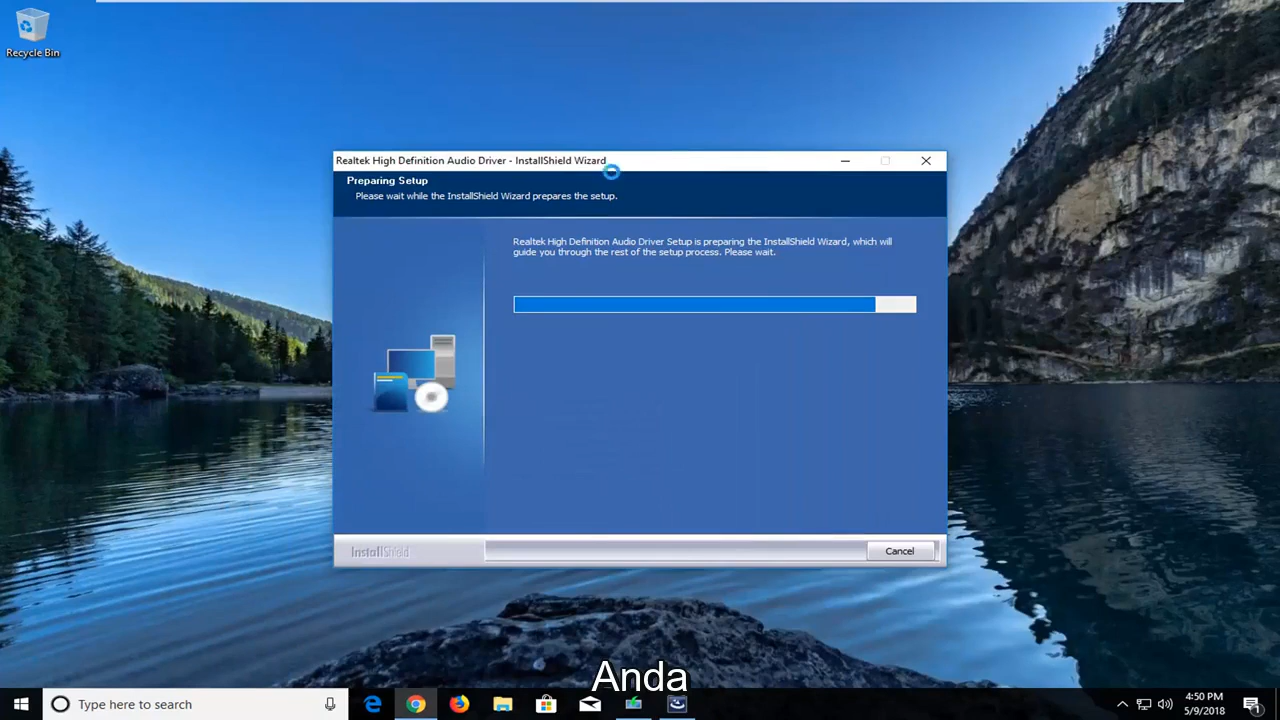 Recycle Bin
Realtek High Definition Audio Driver - InstallShield Wizard
Preparing Setup
Please wait while the InstallShield Wizard prepares the setup.
Realtek High Definition Audio Driver Setup is preparing the InstallShield Wizard, which will
guide you through the rest of the setup process. Please wait.
InstallShield
Cancel
Anda
Type here to search
4:50 PM
5/9/2018
1